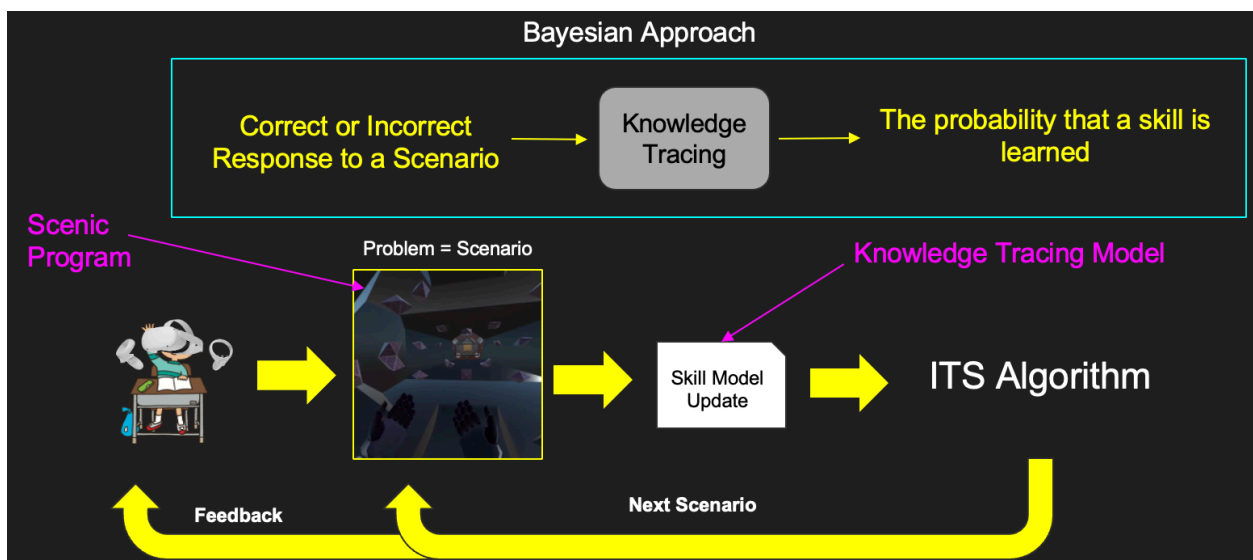 Bayesian Approach
Correct or Incorrect
Response to a Scenario
Knowledge
Tracing
The probability that a skill is
learned
Scenic
Program
Problem = Scenario
Knowledge Tracing Model
Skill Model
Update
ITS Algorithm
Feedback
Next Scenario